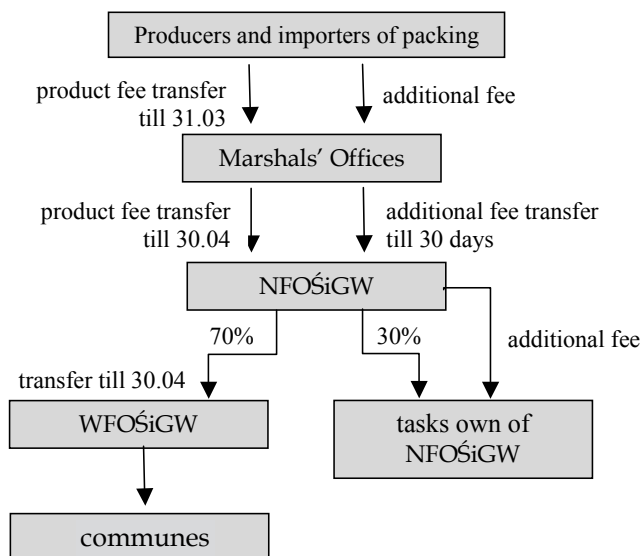 Producers and importers of packing
product fee transfer
till 31.03
additional fee
Marshals’ Offices
product fee transfer
till 30.04
additional fee transfer
till 30 days
NFOŚiGW
70%
30%
additional fee
transfer till 30.04
WFOŚiGW
tasks own of
NFOŚiGW
communes